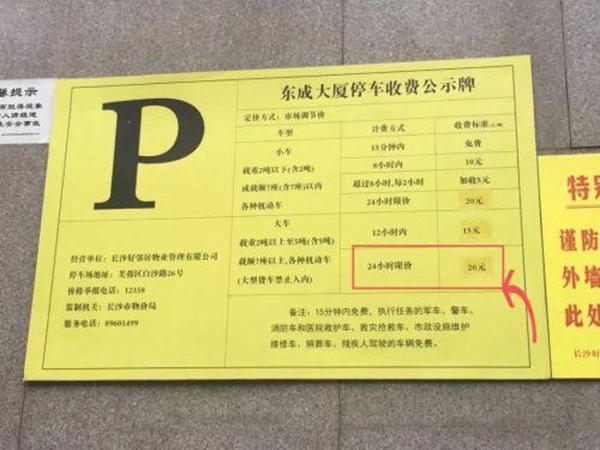 东成大厦停车收费公示牌
P
定价方式：市场调节价
车型 计费方式 收费标准
小车
载重2吨以下(含2吨)
或载额7座(含7座)以内
各种机动车
15分钟内 免费
8小时内 10元
超过8小时,每2小时 加收5元
24小时限价 20元
大车
载重2吨以上至5吨(含5吨)
载额7座以上,各种机动车
(大型货车禁止入内)
12小时内 15元
24小时限价 20元
经营单位：长沙好邻居物业管理有限公司
停车场地址：芙蓉区白沙路26号
价格举报电话：12358
监制机关：长沙市物价局
服务电话：89601499
备注：15分钟内免费，执行任务的军车、警车、
消防车和医院救护车、救灾抢救车、市政设施维护
维修车、殡葬车、残疾人驾驶的车辆免费。
提示
特
谨防
外墙
此处
长沙好